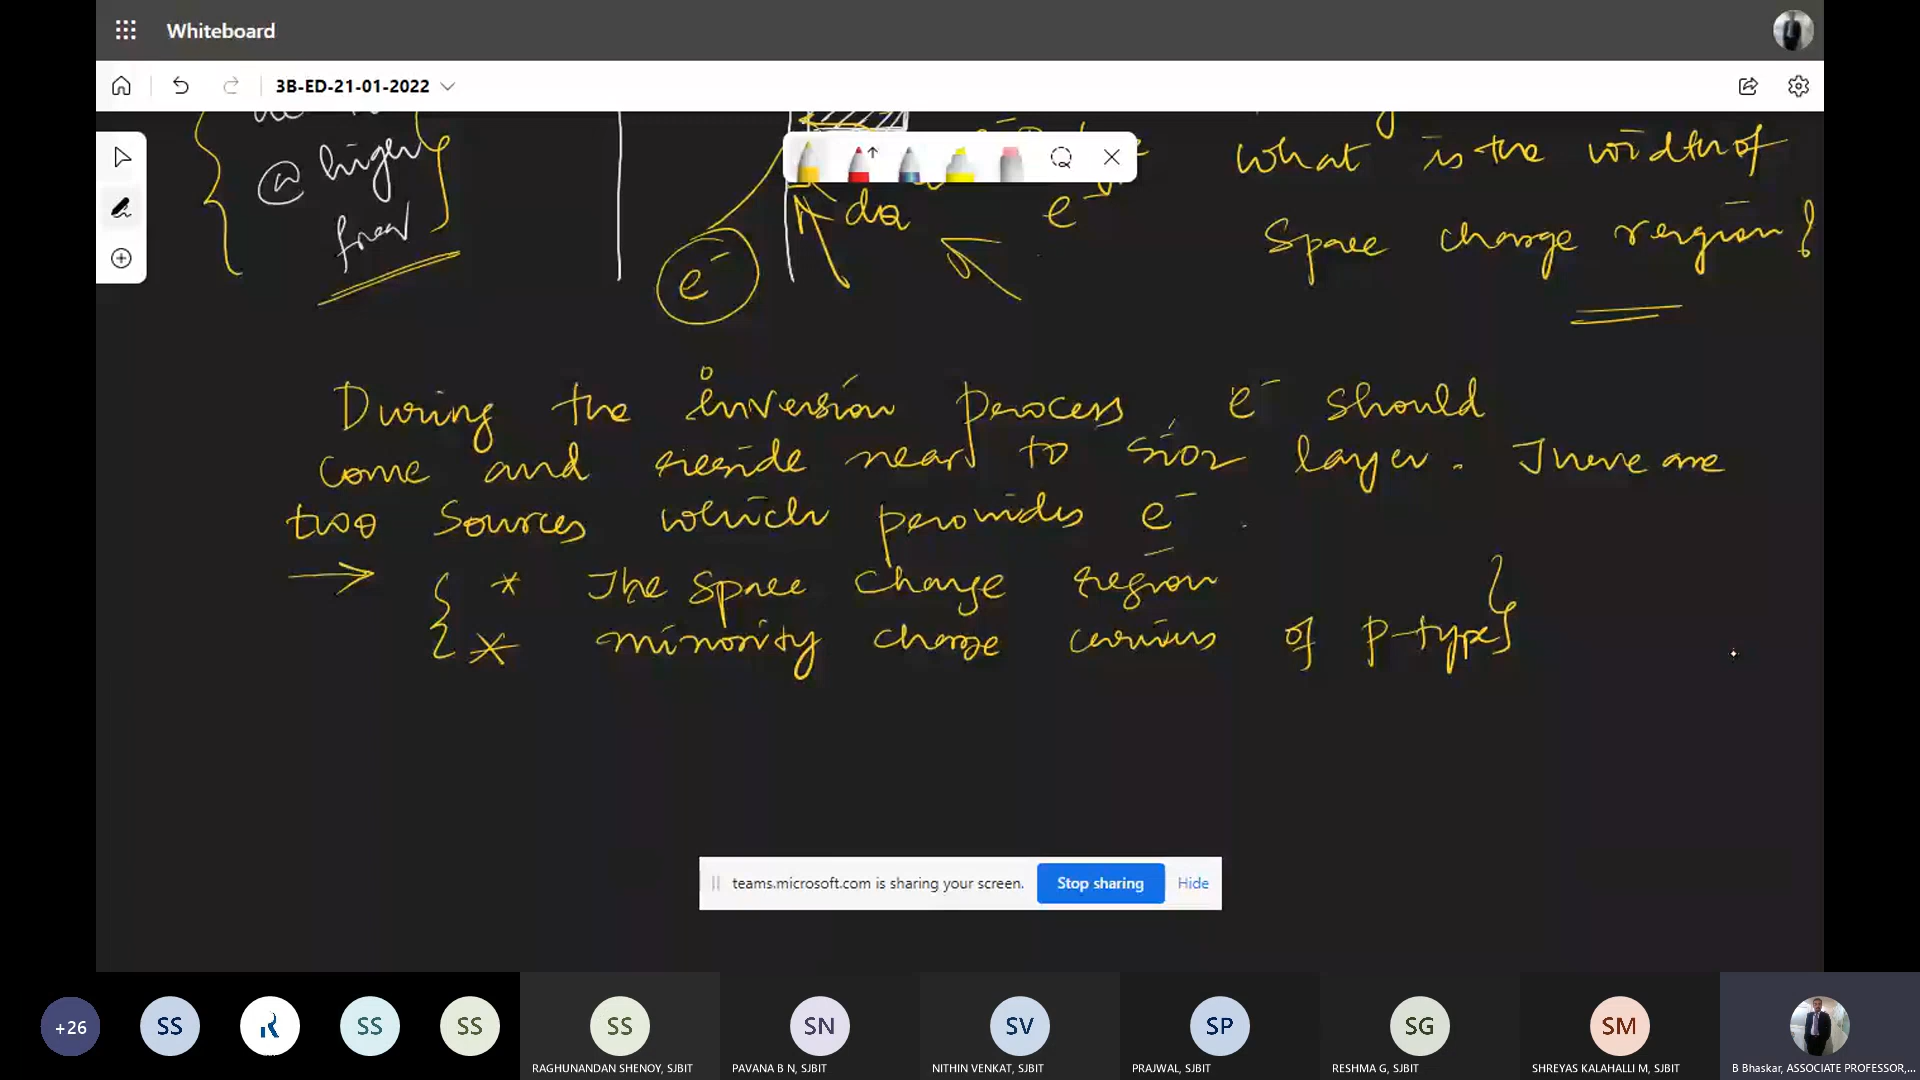 Whiteboard
3B-ED-21-01-2022
@ higer
freq
e⁻
dQ
e⁻
what is the width of
Space charge rergion?
During the inversion process, e⁻ should
come and reside near to SiO2 layer. There are
two sources which provides e⁻.
→ { * The space charge region
* minority charge carriers of p-type }
teams.microsoft.com is sharing your screen. Stop sharing Hide
+26 SS SS SS SS SN SV SP SG SM
RAGHUNANDAN SHENOY, SJBIT PAVANA B N, SJBIT NITHIN VENKAT, SJBIT PRAJWAL, SJBIT RESHMA G, SJBIT SHREYAS KALAHALLI M, SJBIT B Bhaskar, ASSOCIATE PROFESSOR,...